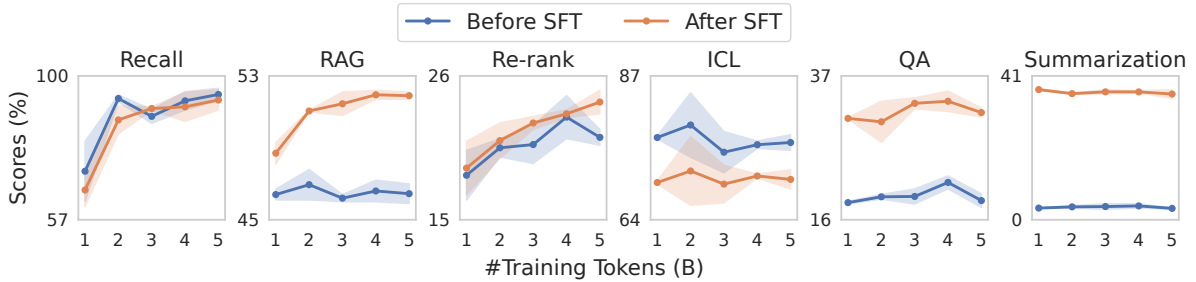 Before SFT After SFT
Recall RAG Re-rank ICL QA Summarization
Scores (%)
100 53 26 87 37 41
57 45 15 64 16 0
1 2 3 4 5 1 2 3 4 5 1 2 3 4 5 1 2 3 4 5 1 2 3 4 5 1 2 3 4 5
#Training Tokens (B)